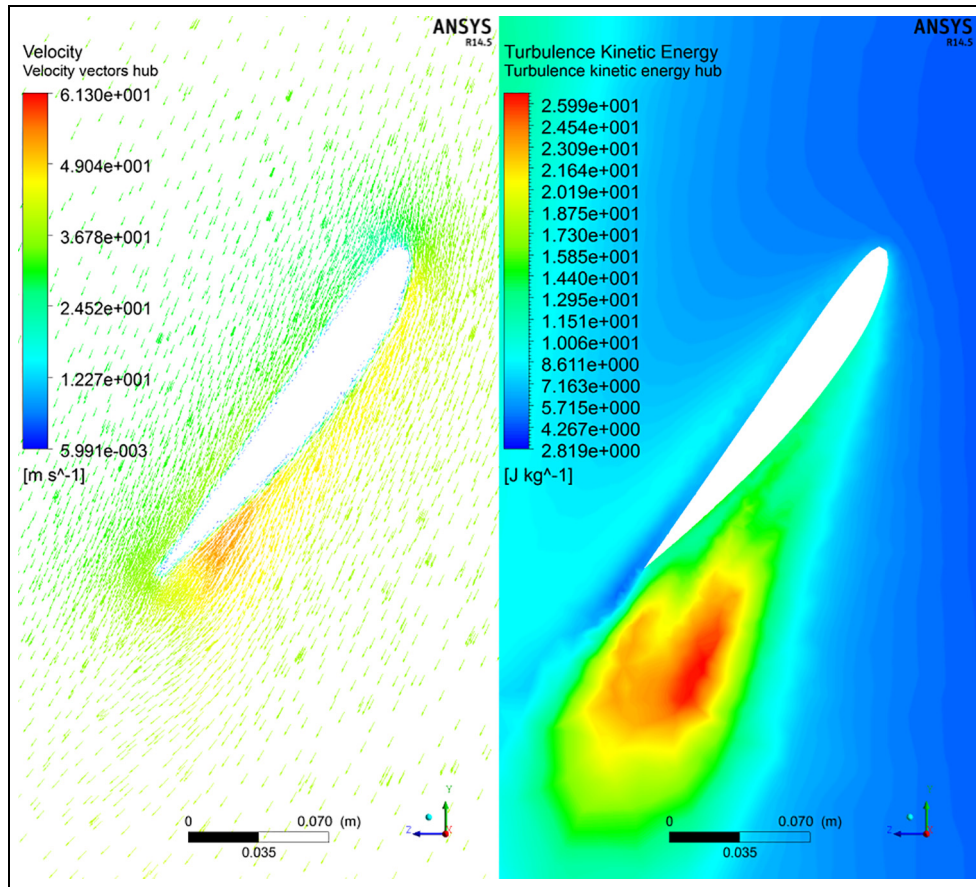 ANSYS
R14.5
Velocity
Velocity vectors hub
6.130e+001
4.904e+001
3.678e+001
2.452e+001
1.227e+001
5.991e-003
[m s^-1]
0 0.070 (m)
0.035
Y
Z X
ANSYS
R14.5
Turbulence Kinetic Energy
Turbulence kinetic energy hub
2.599e+001
2.454e+001
2.309e+001
2.164e+001
2.019e+001
1.875e+001
1.730e+001
1.585e+001
1.440e+001
1.295e+001
1.151e+001
1.006e+001
8.611e+000
7.163e+000
5.715e+000
4.267e+000
2.819e+000
[J kg^-1]
0 0.070 (m)
0.035
Z X